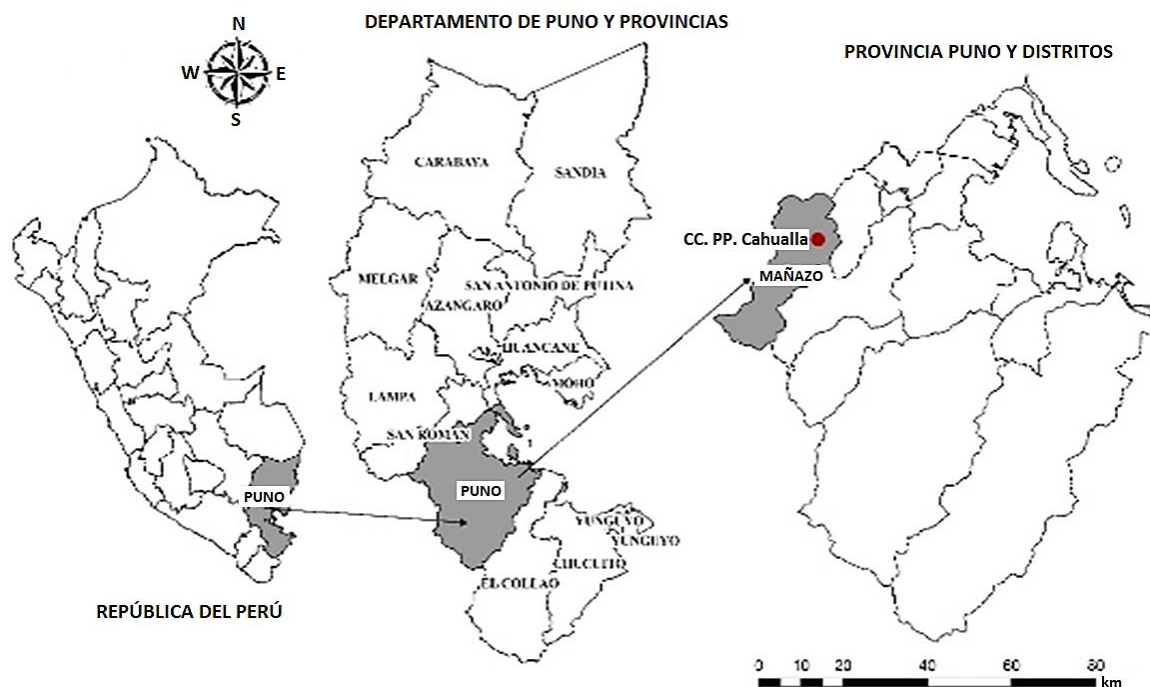 DEPARTAMENTO DE PUNO Y PROVINCIAS
PROVINCIA PUNO Y DISTRITOS
N
W
E
S
CARABAYA
SANDIA
CC. PP. Cahualla
MAÑAZO
MELGAR
SAN ANTONIO DE PUTINA
AZANGARO
HUANCANE
MOHO
LAMPA
SAN ROMAN
PUNO
PUNO
YUNGUYO
YUNGUYO
CHUCUITO
EL COLLAO
REPÚBLICA DEL PERÚ
0 10 20 40 60 80
km